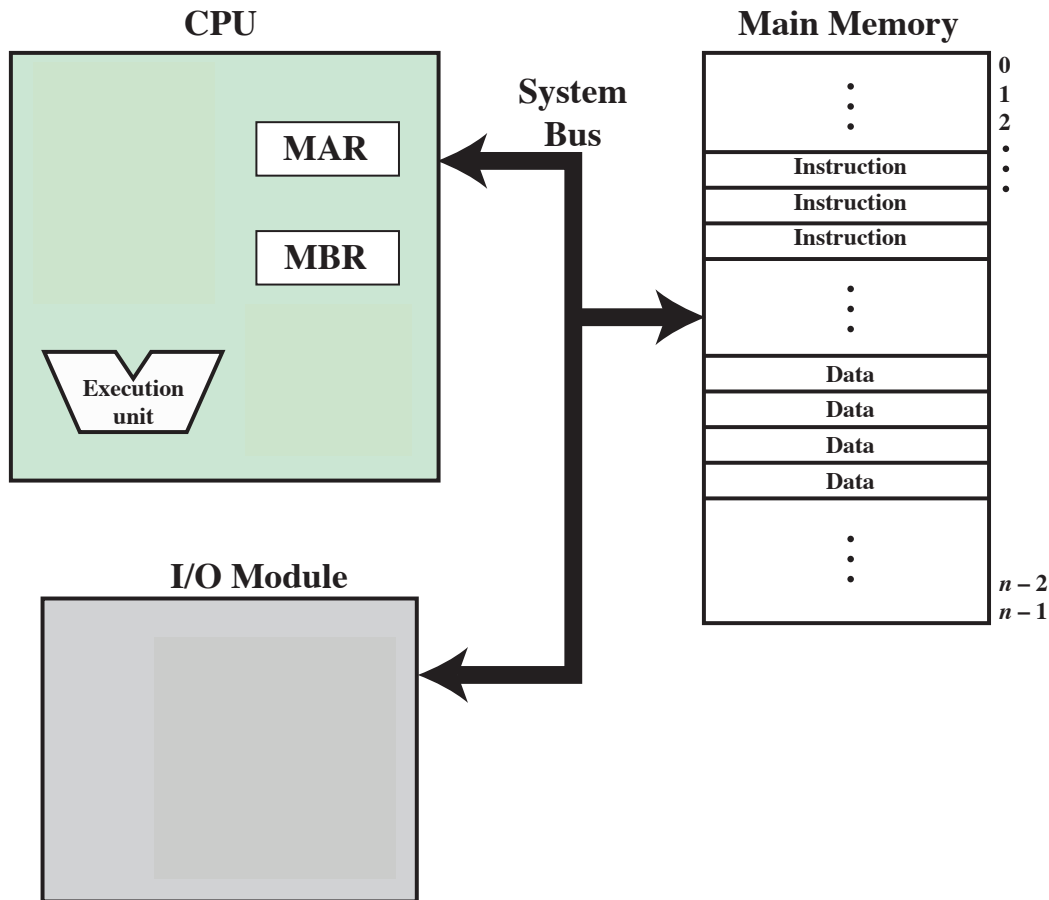 CPU
Main Memory
System
Bus
MAR
MBR
Execution
unit
0
1
2
Instruction
Instruction
Instruction
Data
Data
Data
Data
n – 2
n – 1
I/O Module